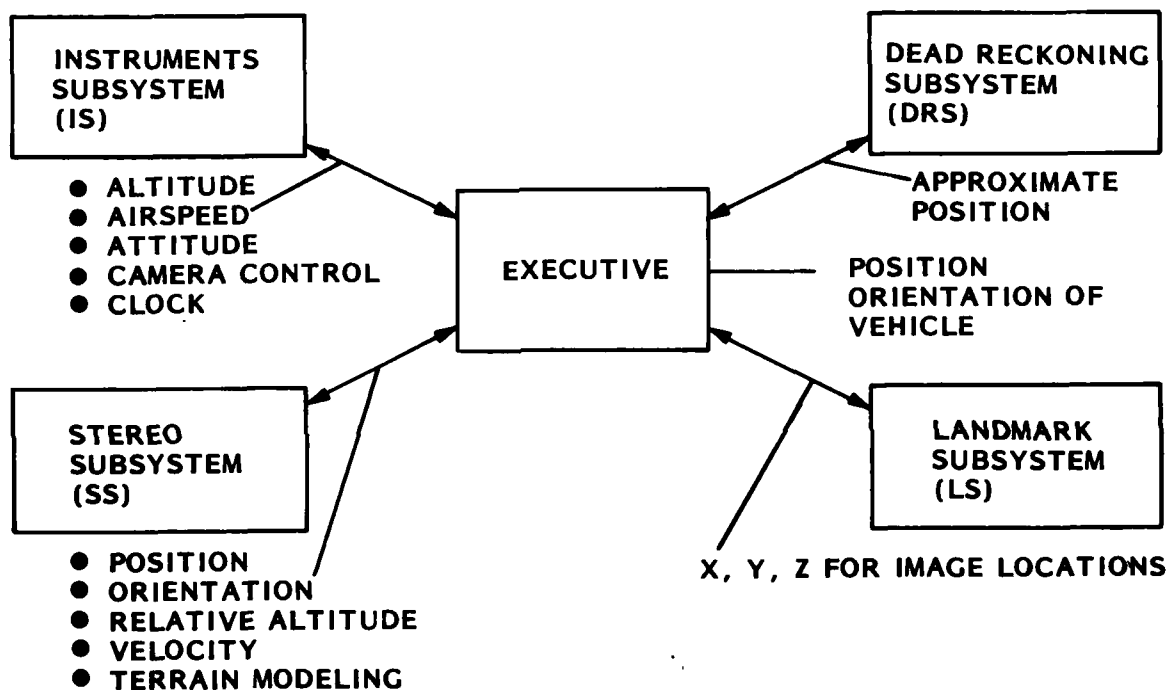 INSTRUMENTS
SUBSYSTEM
(IS)
● ALTITUDE
● AIRSPEED
● ATTITUDE
● CAMERA CONTROL
● CLOCK
DEAD RECKONING
SUBSYSTEM
(DRS)
APPROXIMATE
POSITION
EXECUTIVE
POSITION
ORIENTATION OF
VEHICLE
STEREO
SUBSYSTEM
(SS)
● POSITION
● ORIENTATION
● RELATIVE ALTITUDE
● VELOCITY
● TERRAIN MODELING
LANDMARK
SUBSYSTEM
(LS)
X, Y, Z FOR IMAGE LOCATIONS